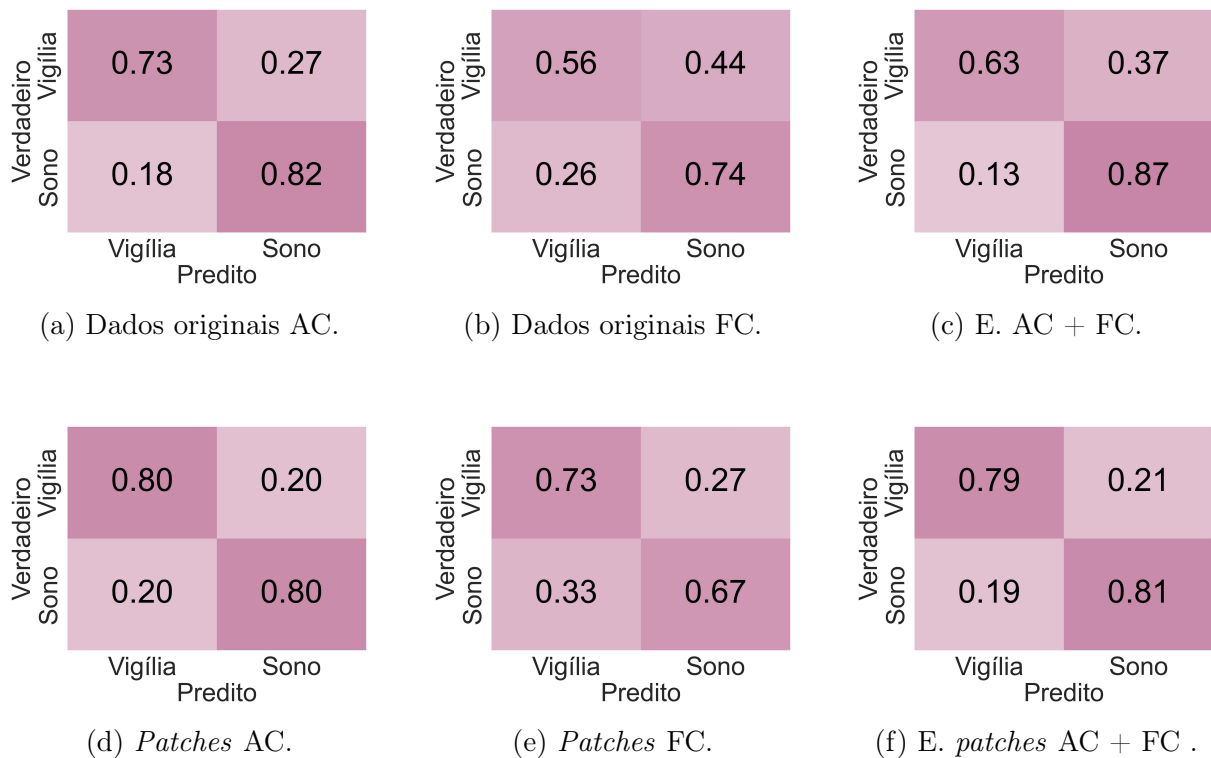 Verdadeiro
Vigília
Sono
0.73 0.27
0.18 0.82
Vigília Sono
Predito
(a) Dados originais AC.
Verdadeiro
Vigília
Sono
0.56 0.44
0.26 0.74
Vigília Sono
Predito
(b) Dados originais FC.
Verdadeiro
Vigília
Sono
0.63 0.37
0.13 0.87
Vigília Sono
Predito
(c) E. AC + FC.
Verdadeiro
Vigília
Sono
0.80 0.20
0.20 0.80
Vigília Sono
Predito
(d) Patches AC.
Verdadeiro
Vigília
Sono
0.73 0.27
0.33 0.67
Vigília Sono
Predito
(e) Patches FC.
Verdadeiro
Vigília
Sono
0.79 0.21
0.19 0.81
Vigília Sono
Predito
(f) E. patches AC + FC .